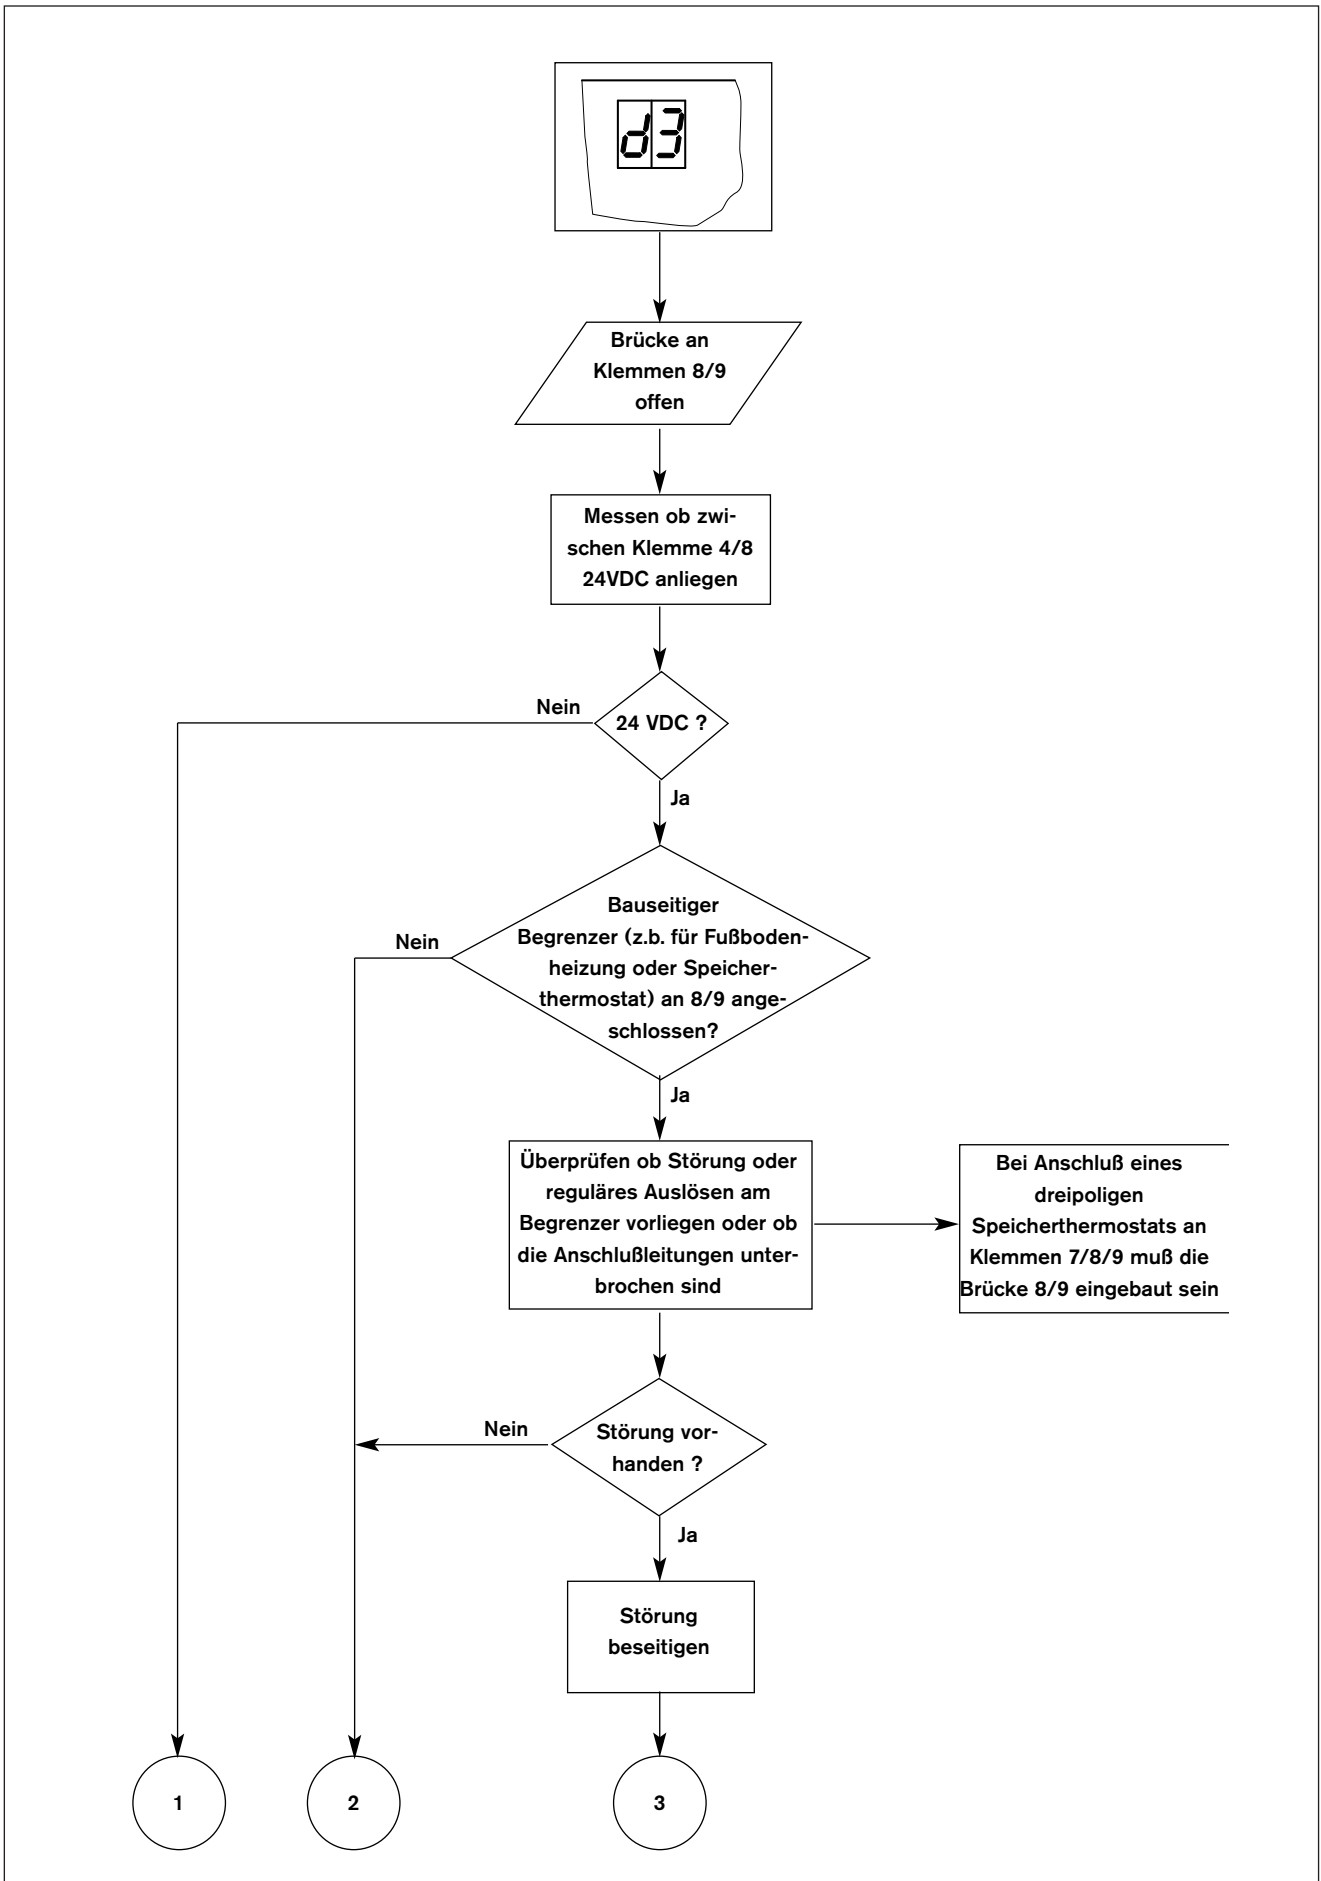 d3
Brücke an
Klemmen 8/9
offen
Messen ob zwi-
schen Klemme 4/8
24VDC anliegen
Nein
24 VDC ?
Ja
Bauseitiger
Begrenzer (z.b. für Fußboden-
heizung oder Speicher-
thermostat) an 8/9 ange-
schlossen?
Nein
Ja
Überprüfen ob Störung oder
reguläres Auslösen am
Begrenzer vorliegen oder ob
die Anschlußleitungen unter-
brochen sind
Bei Anschluß eines
dreipoligen
Speicherthermostats an
Klemmen 7/8/9 muß die
Brücke 8/9 eingebaut sein
Nein
Störung vor-
handen ?
Ja
Störung
beseitigen
1
2
3